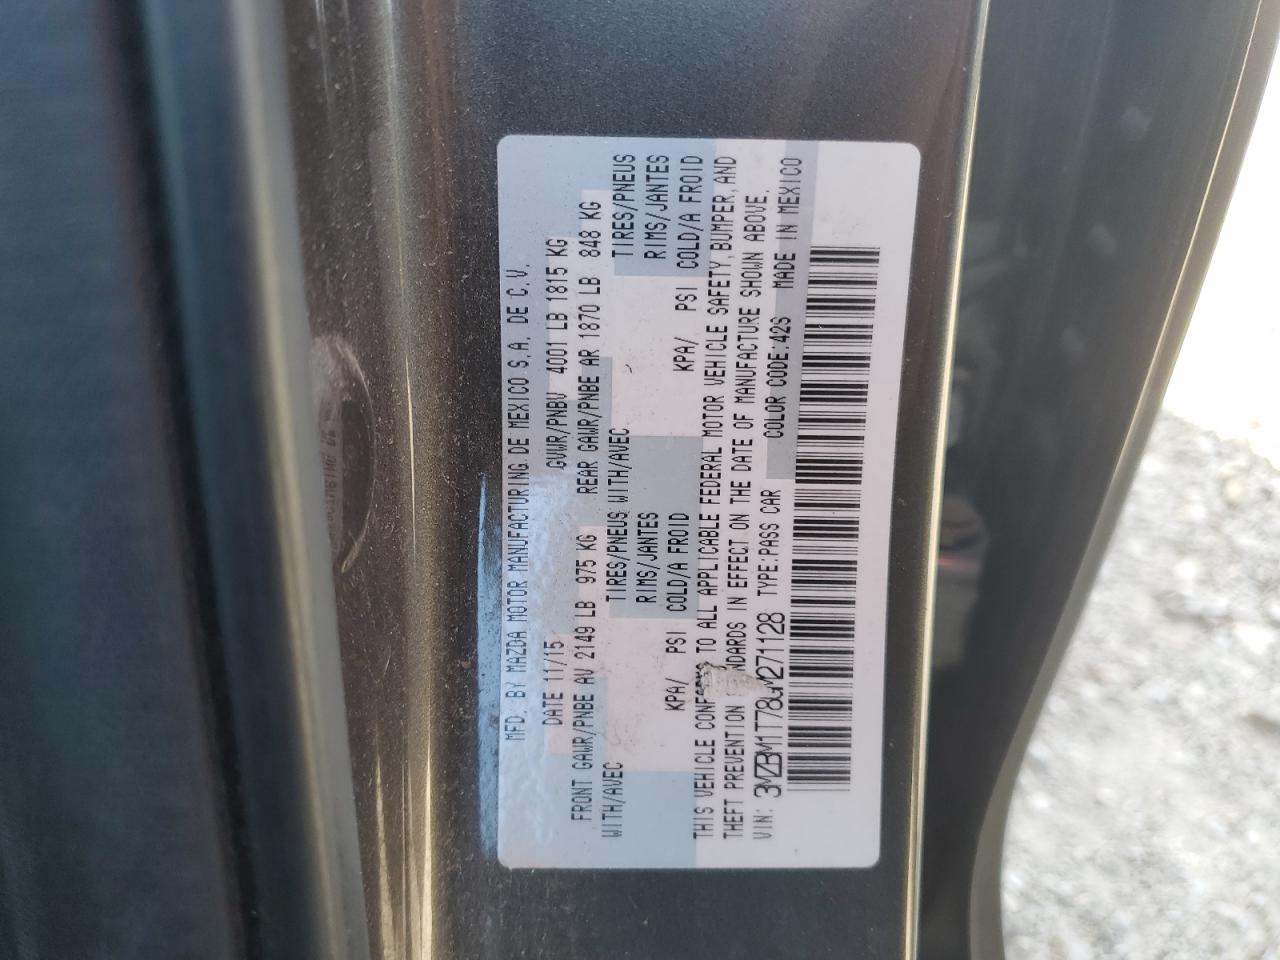 MFD. BY MAZDA MOTOR MANUFACTURING DE MEXICO S.A. DE C.V.
DATE 11/15 GVWR/PNBV 4001 LB 1815 KG
FRONT GAWR/PNBE AV 2149 LB 975 KG REAR GAWR/PNBE AR 1870 LB 848 KG
WITH/AVEC TIRES/PNEUS WITH/AVEC TIRES/PNEUS
RIMS/JANTES RIMS/JANTES
KPA/ PSI COLD/A FROID KPA/ PSI COLD/A FROID
THIS VEHICLE TO ALL APPLICABLE FEDERAL MOTOR VEHICLE SAFETY, BUMPER, AND
THEFT PREVENTION IN EFFECT ON THE DATE OF MANUFACTURE SHOWN ABOVE.
VIN: 3MZBM1T78GM271128 TYPE:PASS CAR COLOR CODE:42S MADE IN MEXICO